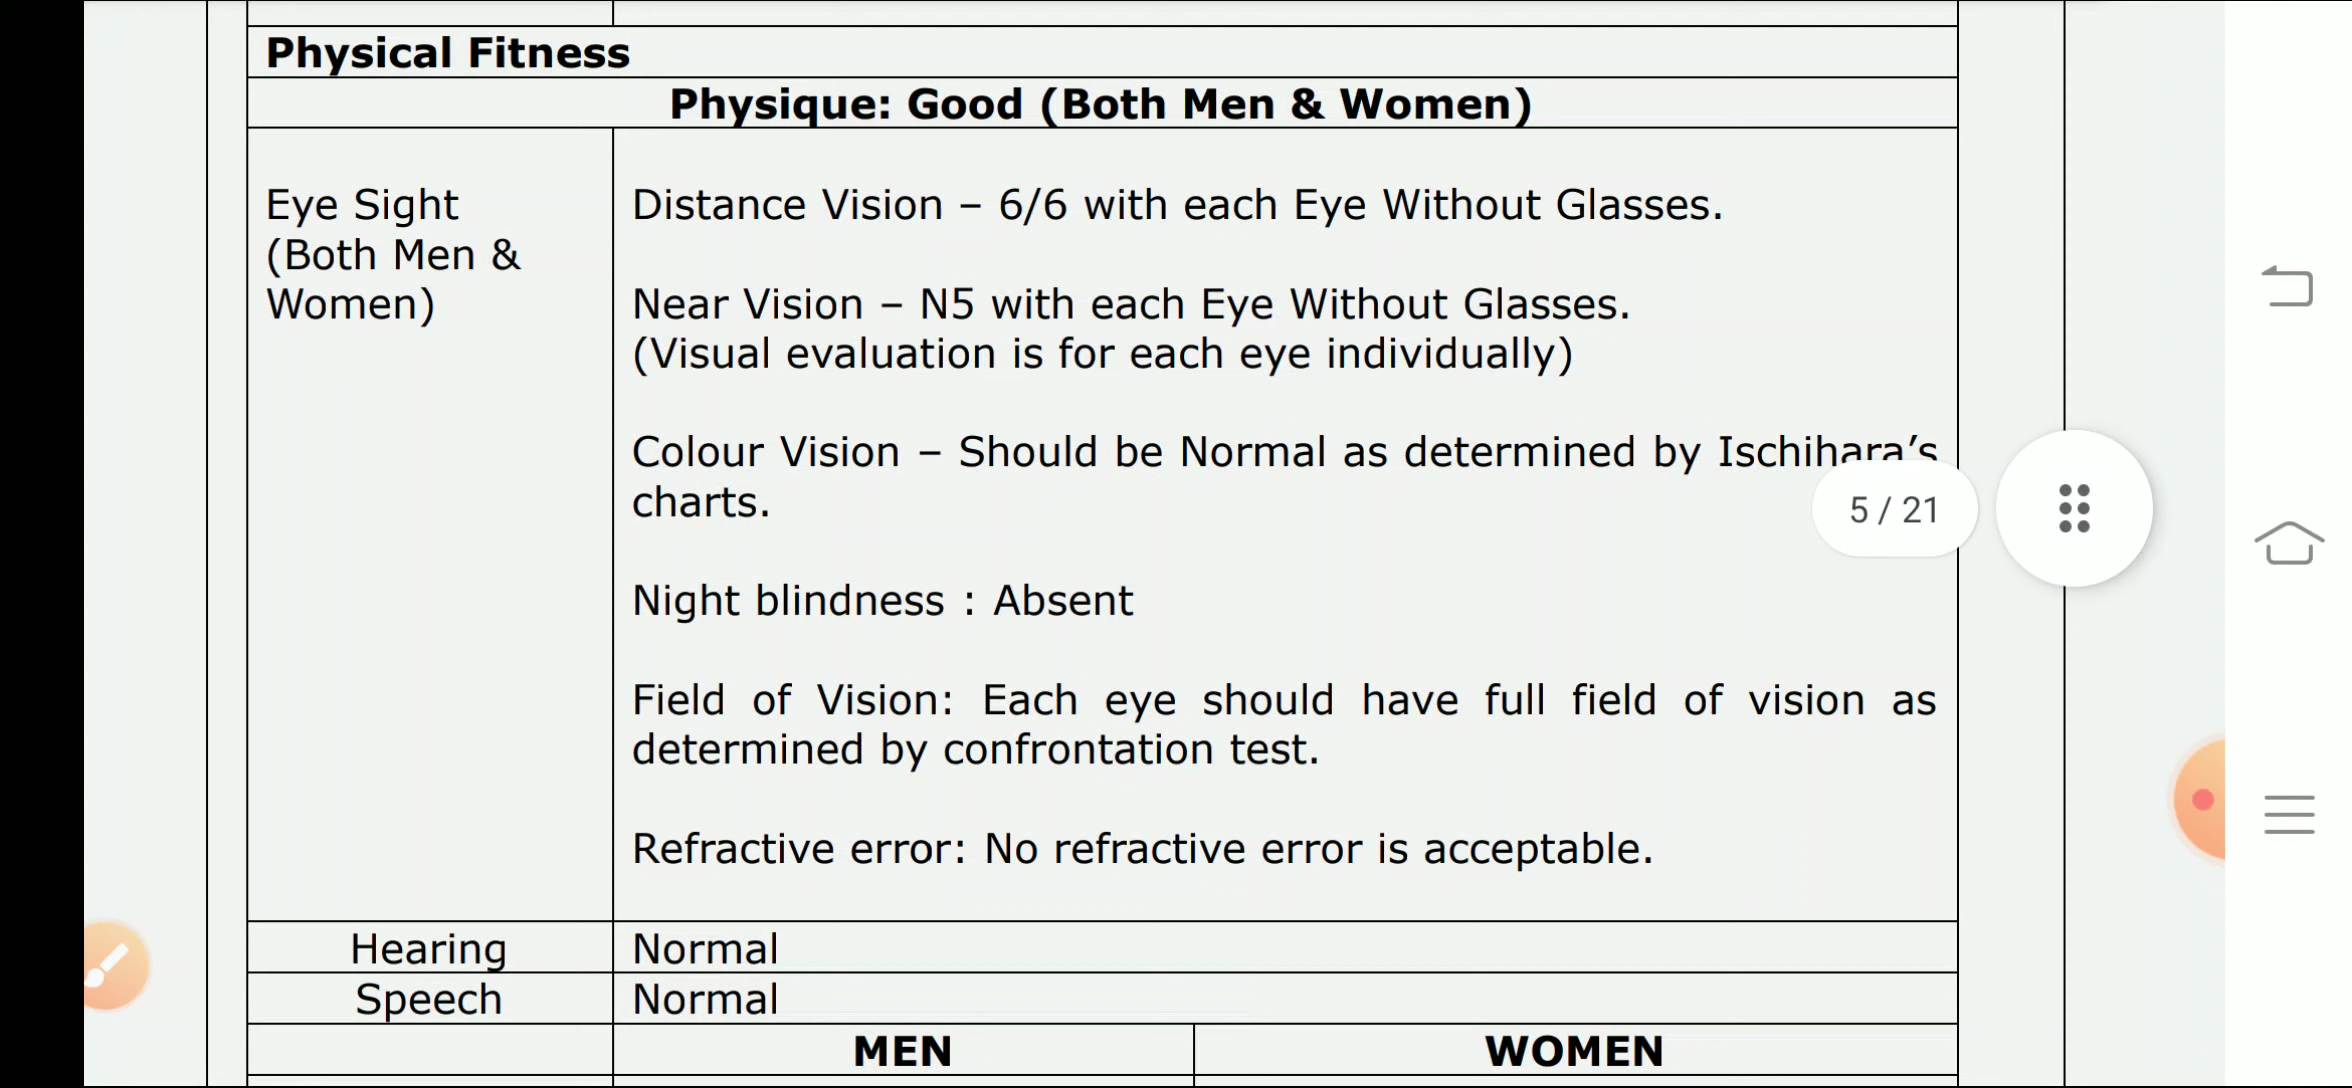 Physical Fitness
Physique: Good (Both Men & Women)
Eye Sight
(Both Men &
Women)
Distance Vision – 6/6 with each Eye Without Glasses.
Near Vision – N5 with each Eye Without Glasses.
(Visual evaluation is for each eye individually)
Colour Vision – Should be Normal as determined by Ischihara’s
charts.
5 / 21
Night blindness : Absent
Field of Vision: Each eye should have full field of vision as
determined by confrontation test.
Refractive error: No refractive error is acceptable.
Hearing Normal
Speech Normal
MEN WOMEN